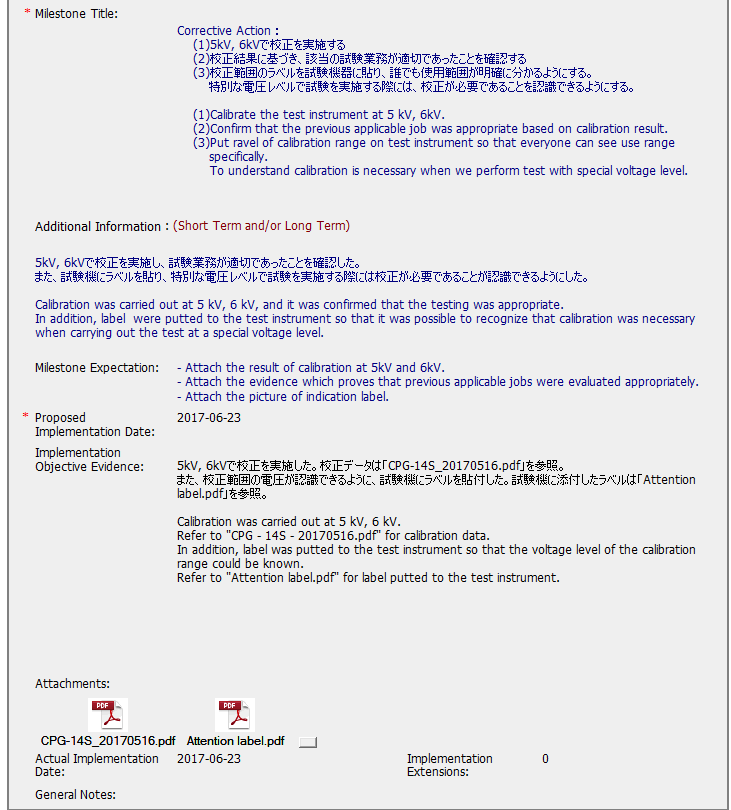 * Milestone Title:
Corrective Action :
(1)5kV, 6kVで校正を実施する
(2)校正結果に基づき、該当の試験業務が適切であったことを確認する
(3)校正範囲のラベルを試験機器に貼り、誰でも使用範囲が明確に分かるようにする。
特別な電圧レベルで試験を実施する際には、校正が必要であることを認識できるようにする。
(1)Calibrate the test instrument at 5 kV, 6kV.
(2)Confirm that the previous applicable job was appropriate based on calibration result.
(3)Put ravel of calibration range on test instrument so that everyone can see use range
specifically.
To understand calibration is necessary when we perform test with special voltage level.
Additional Information : (Short Term and/or Long Term)
5kV, 6kVで校正を実施し、試験業務が適切であったことを確認した。
また、試験機にラベルを貼り、特別な電圧レベルで試験を実施する際には校正が必要であることが認識できるようにした。
Calibration was carried out at 5 kV, 6 kV, and it was confirmed that the testing was appropriate.
In addition, label were putted to the test instrument so that it was possible to recognize that calibration was necessary
when carrying out the test at a special voltage level.
Milestone Expectation: - Attach the result of calibration at 5kV and 6kV.
- Attach the evidence which proves that previous applicable jobs were evaluated appropriately.
- Attach the picture of indication label.
* Proposed 2017-06-23
Implementation Date:
Implementation
Objective Evidence: 5kV, 6kVで校正を実施した。校正データは「CPG-14S_20170516.pdf」を参照。
また、校正範囲の電圧が認識できるように、試験機にラベルを貼付した。試験機に添付したラベルは「Attention
label.pdf」を参照。
Calibration was carried out at 5 kV, 6 kV.
Refer to "CPG - 14S - 20170516.pdf" for calibration data.
In addition, label was putted to the test instrument so that the voltage level of the calibration
range could be known.
Refer to "Attention label.pdf" for label putted to the test instrument.
Attachments:
PDF PDF
CPG-14S_20170516.pdf Attention label.pdf
Actual Implementation 2017-06-23 Implementation 0
Date: Extensions:
General Notes: